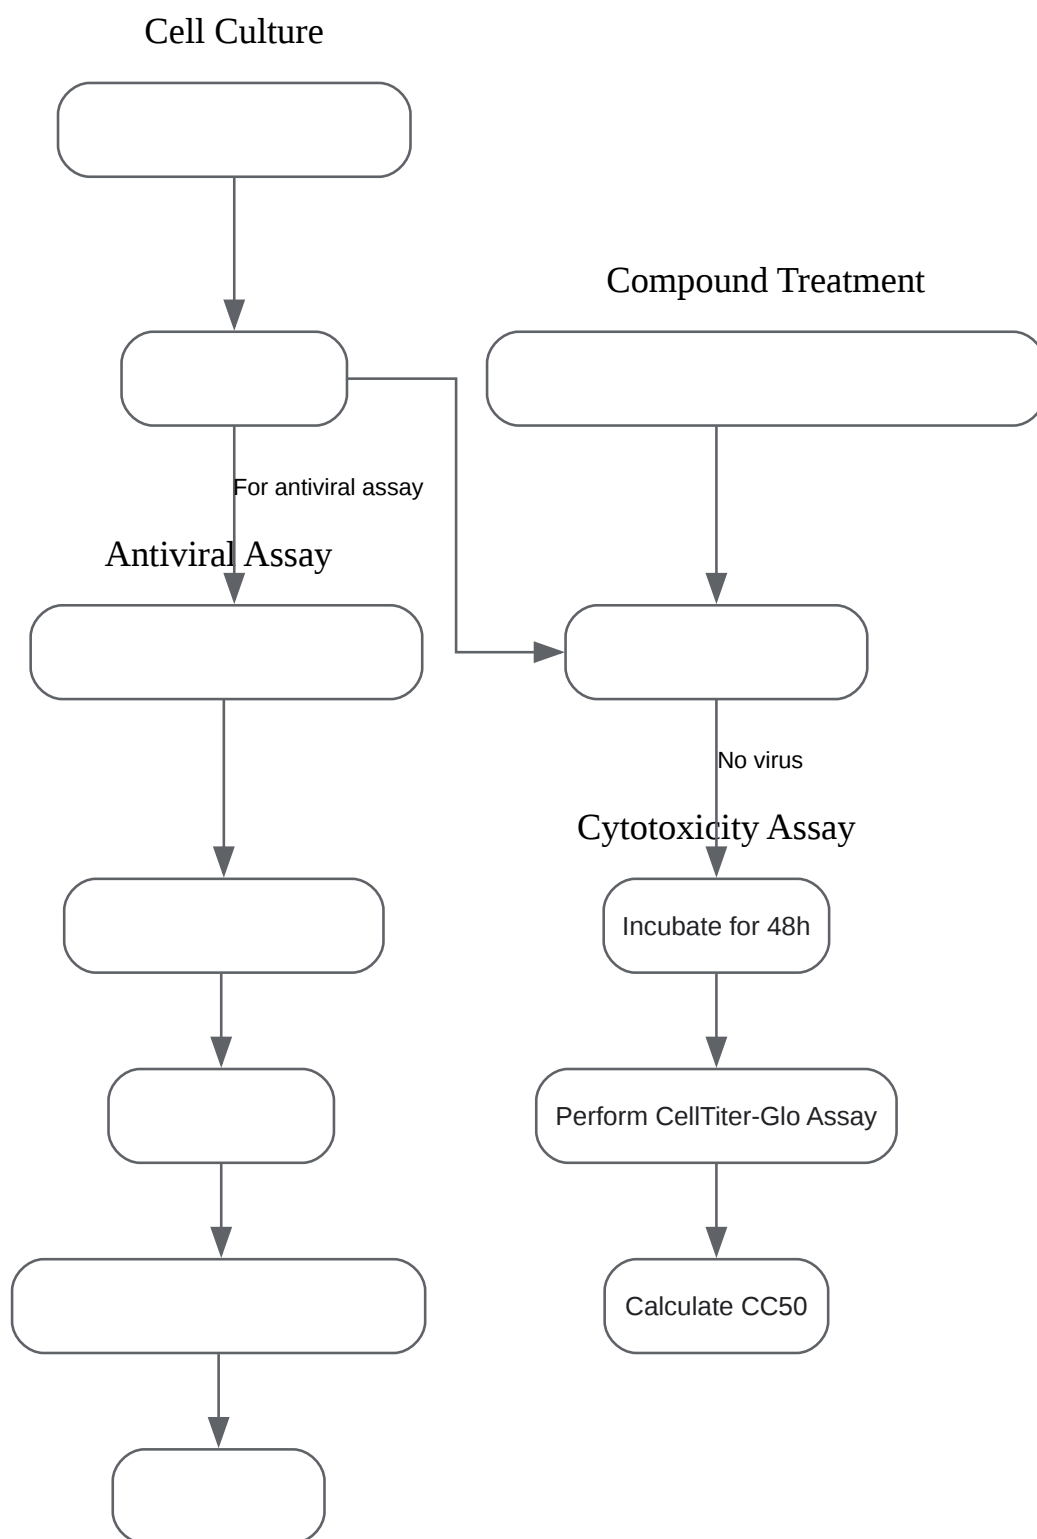 Cell Culture
Compound Treatment
For antiviral assay
Antiviral Assay
No virus
Cytotoxicity Assay
Incubate for 48h
Perform CellTiter-Glo Assay
Calculate CC50